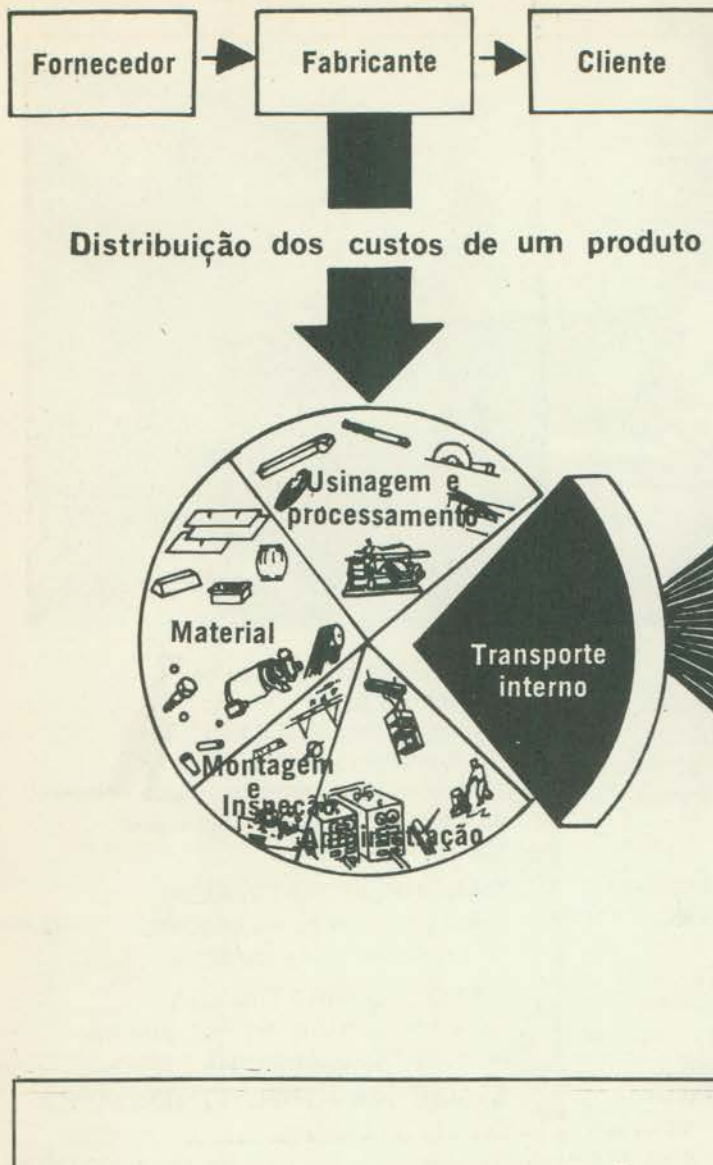 Fornecedor
Fabricante
Cliente
Distribuição dos custos de um produto
Usinagem e
processamento
Material
Transporte
interno
Montagem
e
Inspeção
Administração